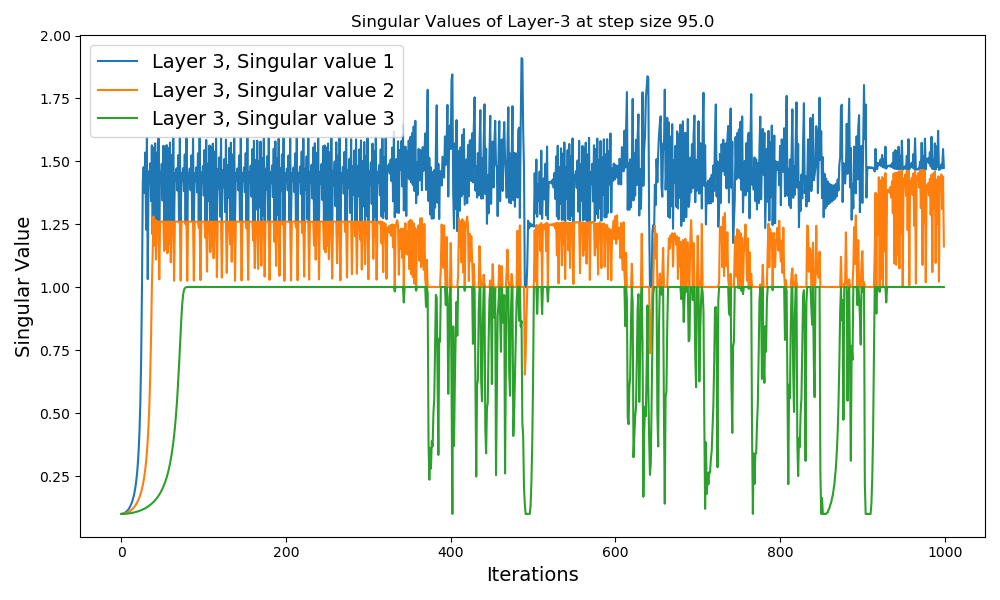 Singular Values of Layer-3 at step size 95.0
2.00
1.75
1.50
1.25
1.00
0.75
0.50
0.25
Singular Value
Layer 3, Singular value 1
Layer 3, Singular value 2
Layer 3, Singular value 3
0
200
400
600
800
1000
Iterations